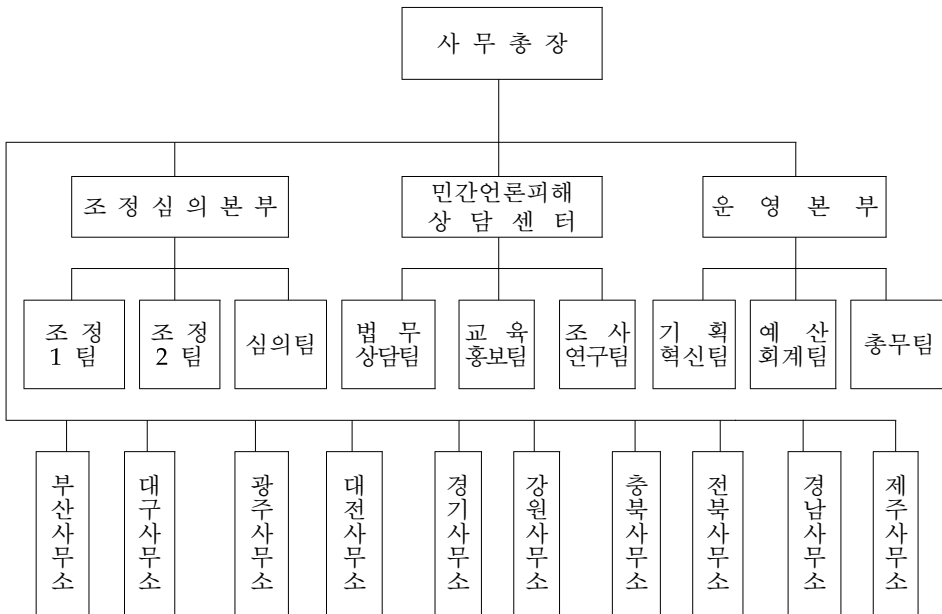 사 무 총 장
조 정 심 의 본 부
민간언론피해
상 담 센 터
운 영 본 부
조 정
1 팀
조 정
2 팀
심의팀
법 무
상담팀
교 육
홍보팀
조 사
연구팀
기 획
혁신팀
예 산
회계팀
총무팀
부산사무소
대구사무소
광주사무소
대전사무소
경기사무소
강원사무소
충북사무소
전북사무소
경남사무소
제주사무소